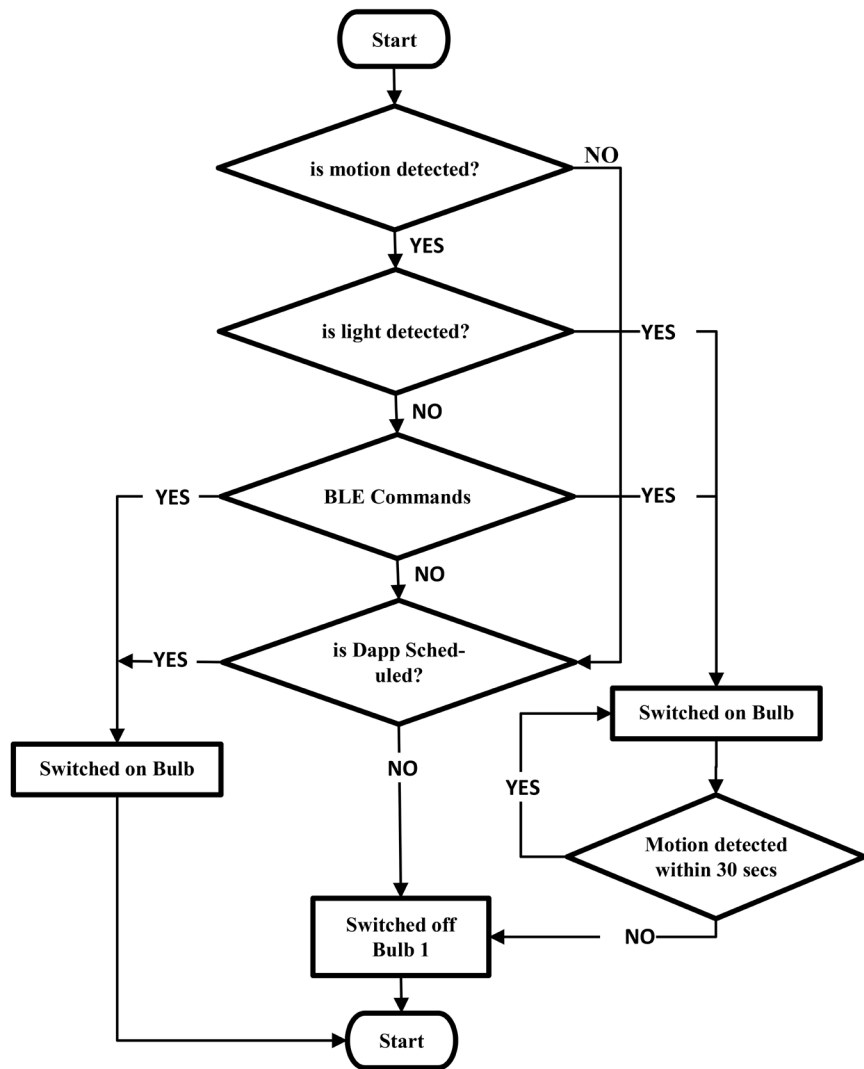 Start
is motion detected?
NO
YES
is light detected?
YES
NO
YES
BLE Commands
YES
NO
is Dapp Sched-
uled?
YES
Switched on Bulb
Switched on Bulb
NO
YES
Motion detected
within 30 secs
Switched off
Bulb 1
NO
Start